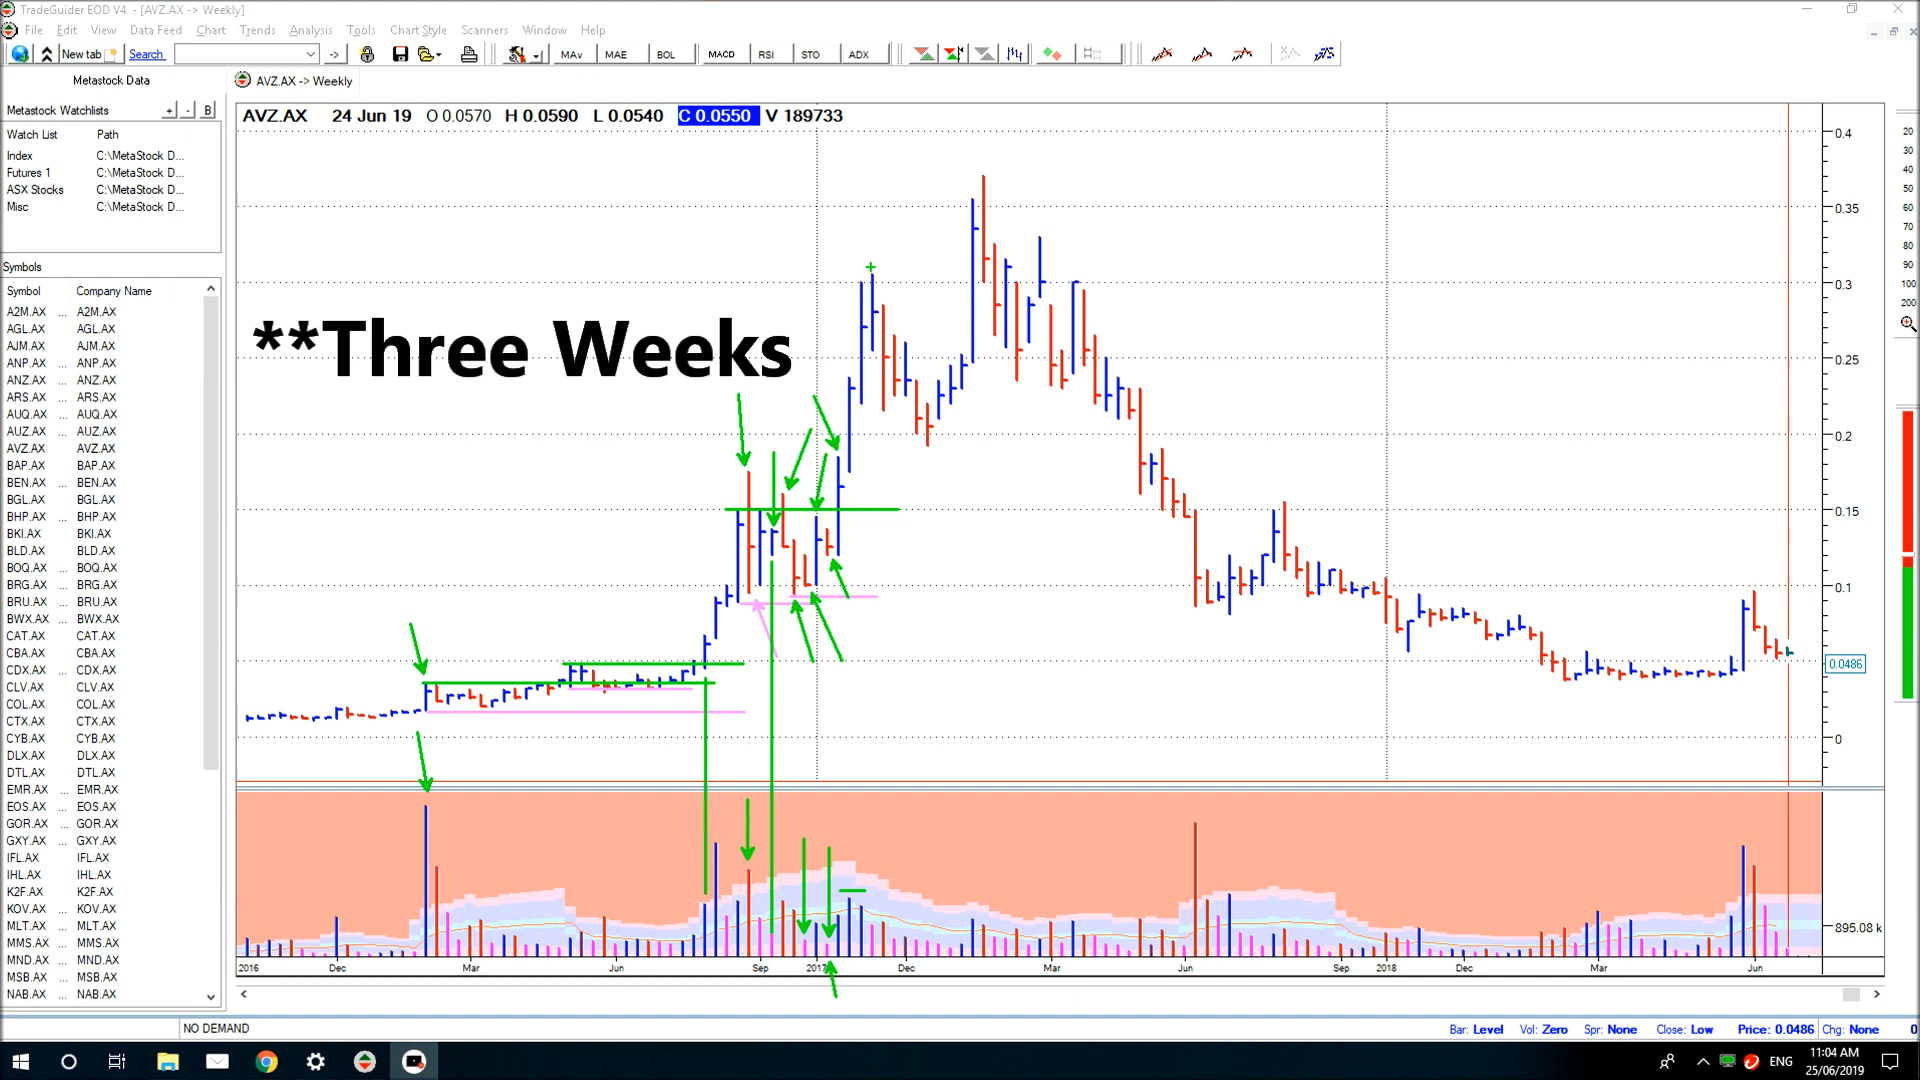 TradeGuider EOD V4 - [AVZ.AX -> Weekly]
File Edit View Data Feed Chart Trends Analysis Tools Chart Style Scanners Window Help
New tab Search -> MAv MAE BOL MACD RSI STO ADX
Metastock Data
AVZ.AX -> Weekly
Metastock Watchlists + - B
Watch List Path
Index C:\MetaStock D...
Futures 1 C:\MetaStock D...
ASX Stocks C:\MetaStock D...
Misc C:\MetaStock D...
Symbols
Symbol Company Name
A2M.AX ... A2M.AX
AGL.AX AGL.AX
AJM.AX AJM.AX
ANP.AX ... ANP.AX
ANZ.AX ... ANZ.AX
ARS.AX ... ARS.AX
AUQ.AX ... AUQ.AX
AUZ.AX ... AUZ.AX
AVZ.AX AVZ.AX
BAP.AX ... BAP.AX
BEN.AX ... BEN.AX
BGL.AX ... BGL.AX
BHP.AX ... BHP.AX
BKI.AX BKI.AX
BLD.AX ... BLD.AX
BOQ.AX ... BOQ.AX
BRG.AX ... BRG.AX
BRU.AX ... BRU.AX
BWX.AX ... BWX.AX
CAT.AX CAT.AX
CBA.AX ... CBA.AX
CDX.AX ... CDX.AX
CLV.AX CLV.AX
COL.AX ... COL.AX
CTX.AX ... CTX.AX
CYB.AX CYB.AX
DLX.AX DLX.AX
DTL.AX DTL.AX
EMR.AX ... EMR.AX
EOS.AX ... EOS.AX
GOR.AX ... GOR.AX
GXY.AX ... GXY.AX
IFL.AX IFL.AX
IHL.AX IHL.AX
K2F.AX K2F.AX
KOV.AX ... KOV.AX
MLT.AX ... MLT.AX
MMS.AX ... MMS.AX
MND.AX ... MND.AX
MSB.AX ... MSB.AX
NAB.AX ... NAB.AX
AVZ.AX 24 Jun 19 O 0.0570 H 0.0590 L 0.0540 C 0.0550 V 189733
**Three Weeks
0.4
0.35
0.3
0.25
0.2
0.15
0.1
0.0486
0
895.08 k
20
30
40
50
60
70
80
90
100
200
2016 Dec Mar Jun Sep 2017 Dec Mar Jun Sep 2018 Dec Mar Jun
NO DEMAND
Bar: Level Vol: Zero Spr: None Close: Low Price: 0.0486 Chg: None 0
ENG
11:04 AM
25/06/2019